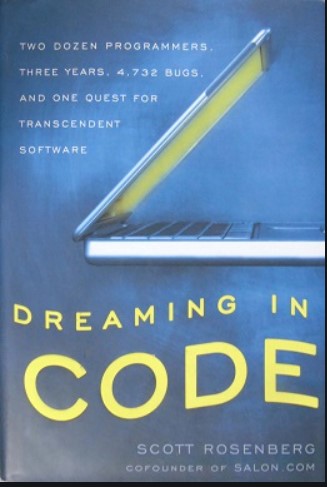 TWO DOZEN PROGRAMMERS,
THREE YEARS, 4,732 BUGS,
AND ONE QUEST FOR
TRANSCENDENT
SOFTWARE
DREAMING IN
CODE
SCOTT ROSENBERG
COFOUNDER OF SALON.COM